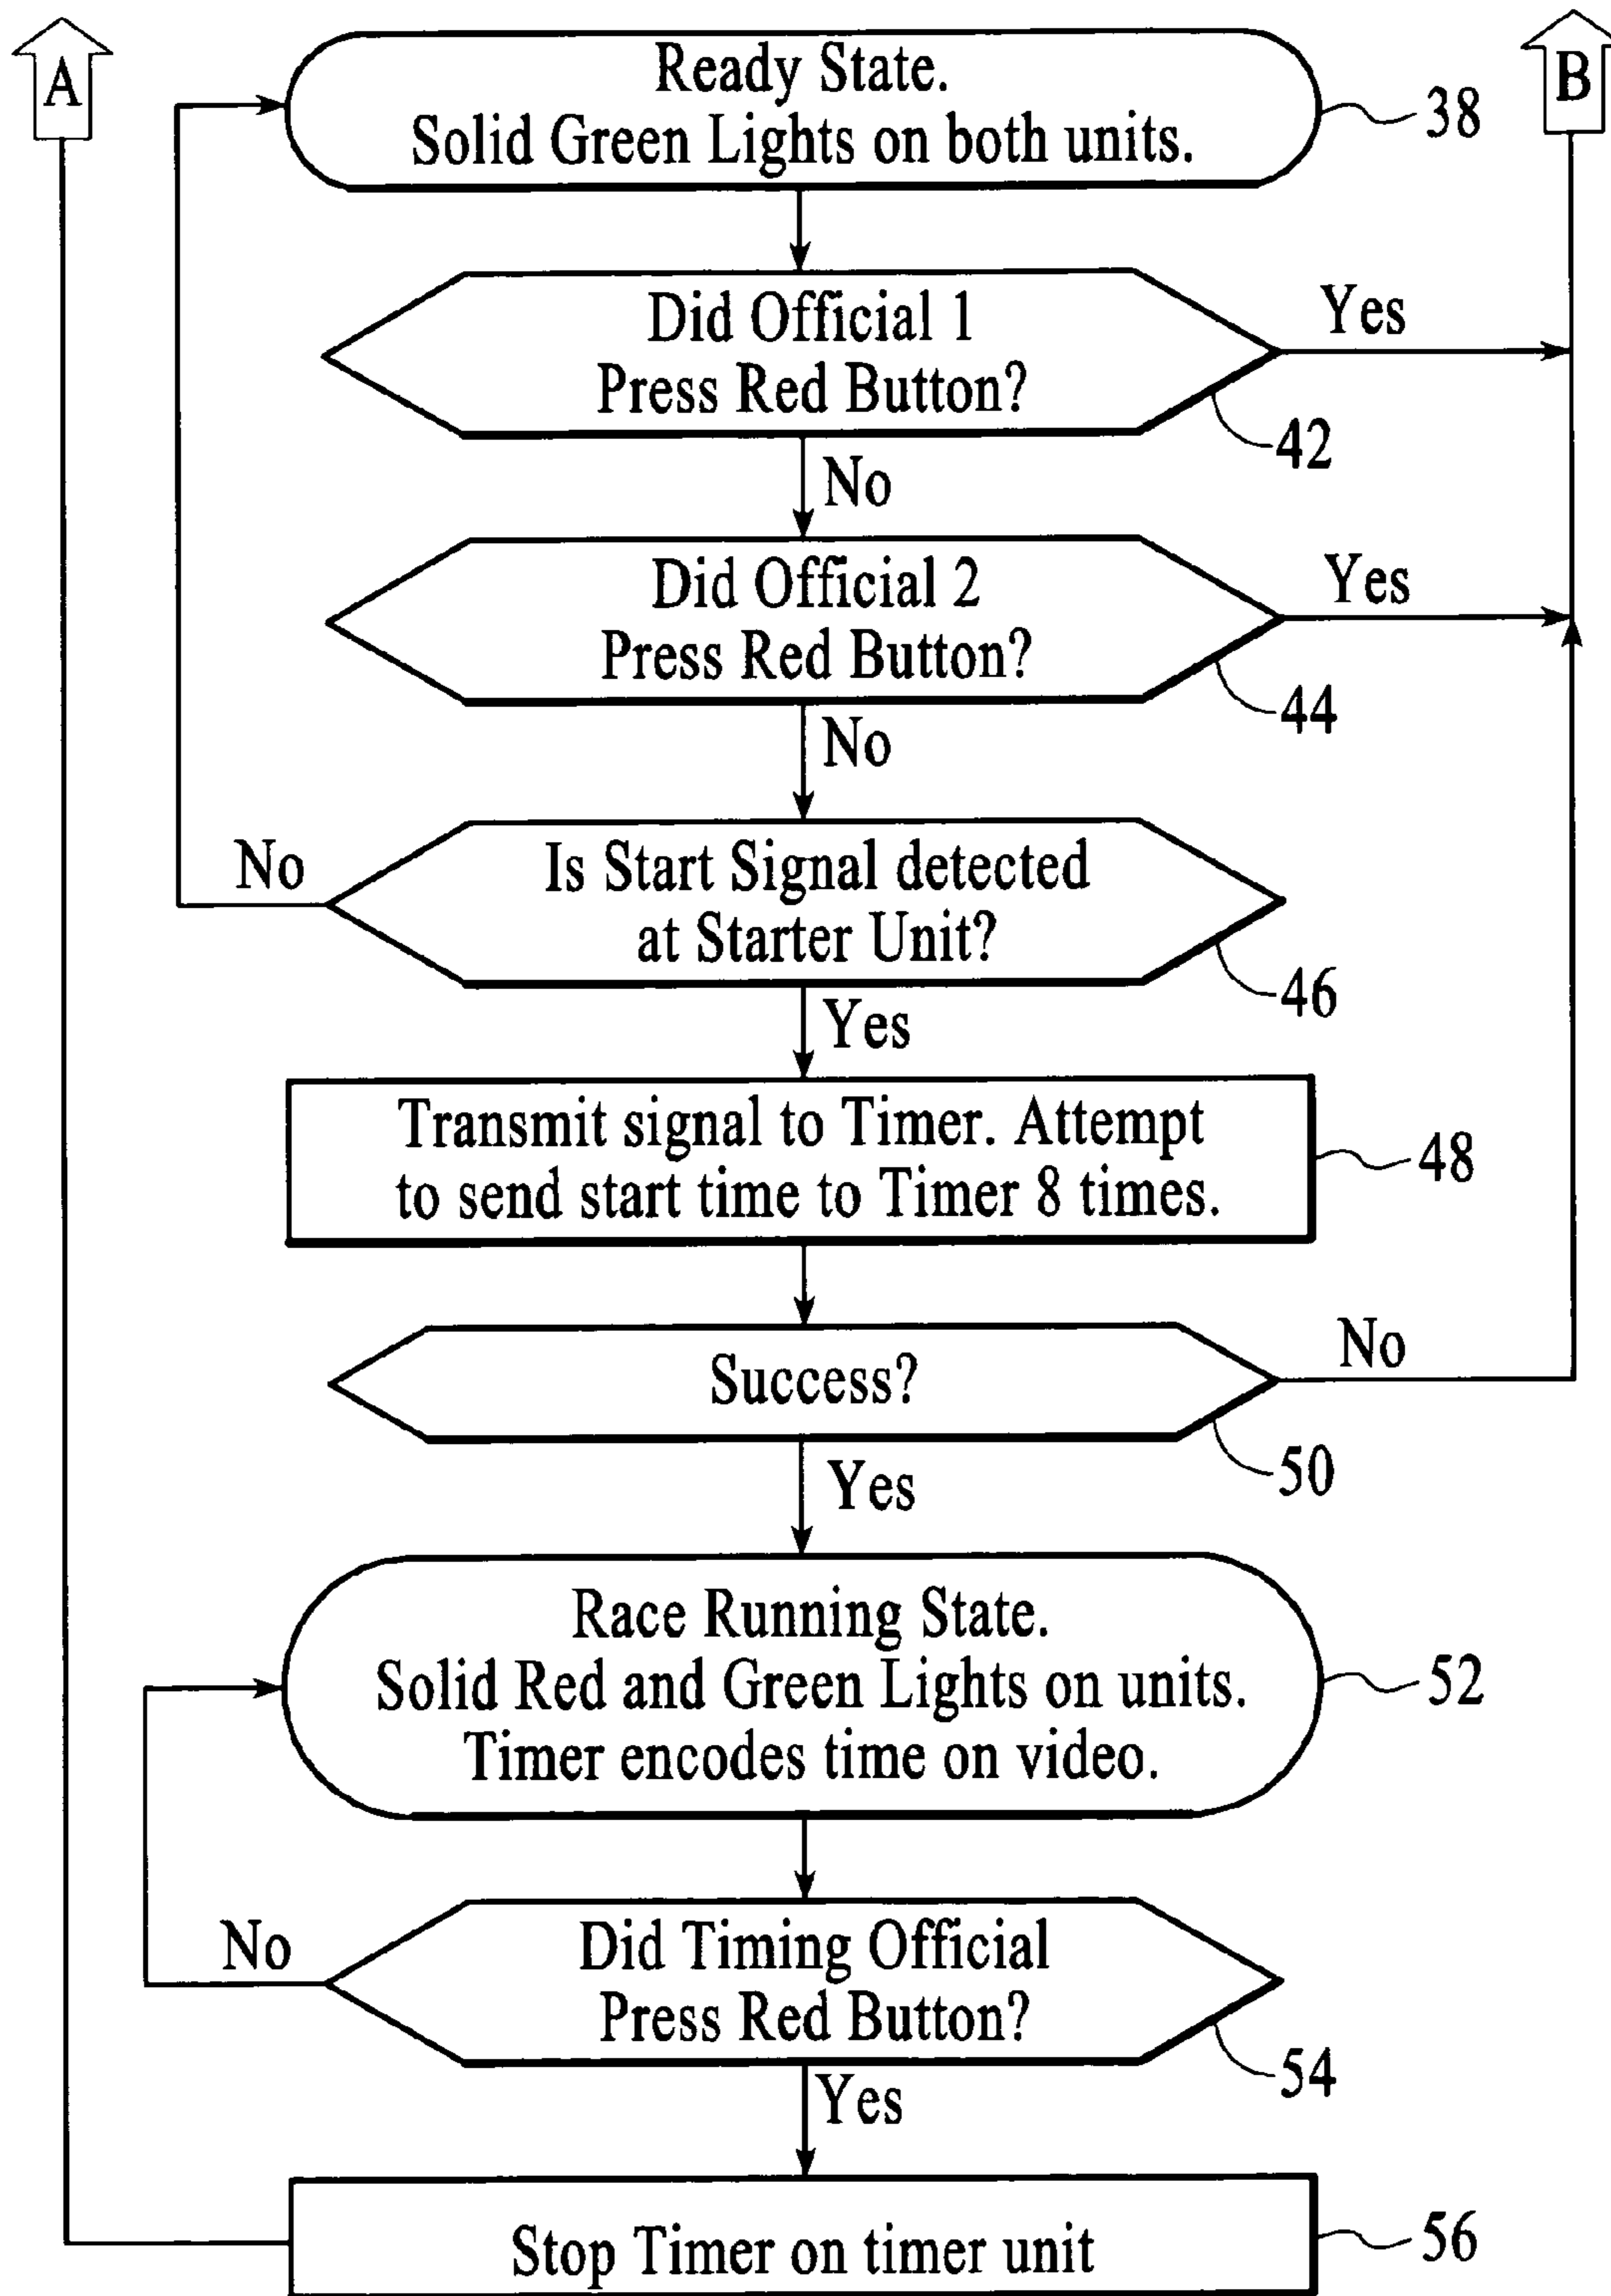 A
B
Ready State.
Solid Green Lights on both units.
38
Did Official 1
Press Red Button?
Yes
42
No
Did Official 2
Press Red Button?
Yes
44
No
Is Start Signal detected
at Starter Unit?
No
46
Yes
Transmit signal to Timer. Attempt
to send start time to Timer 8 times.
48
Success?
No
50
Yes
Race Running State.
Solid Red and Green Lights on units.
Timer encodes time on video.
52
Did Timing Official
Press Red Button?
No
54
Yes
Stop Timer on timer unit
56